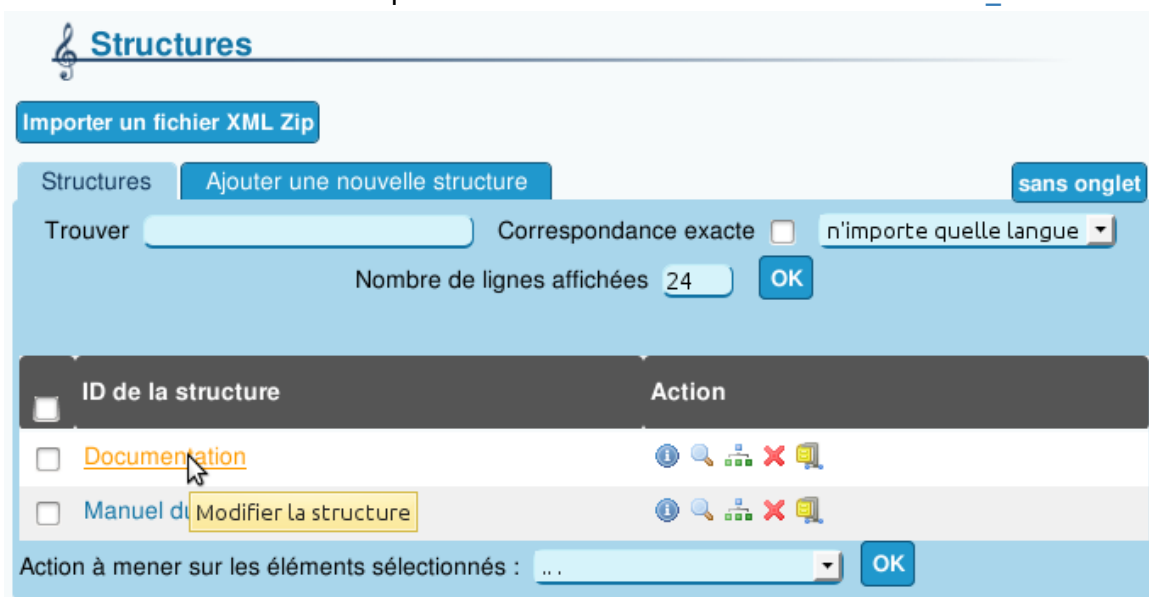 Structures
Importer un fichier XML Zip
Structures Ajouter une nouvelle structure sans onglet
Trouver Correspondance exacte n'importe quelle langue
Nombre de lignes affichées 24 OK
ID de la structure Action
Documentation
Manuel du Modifier la structure
Action à mener sur les éléments sélectionnés : ... OK